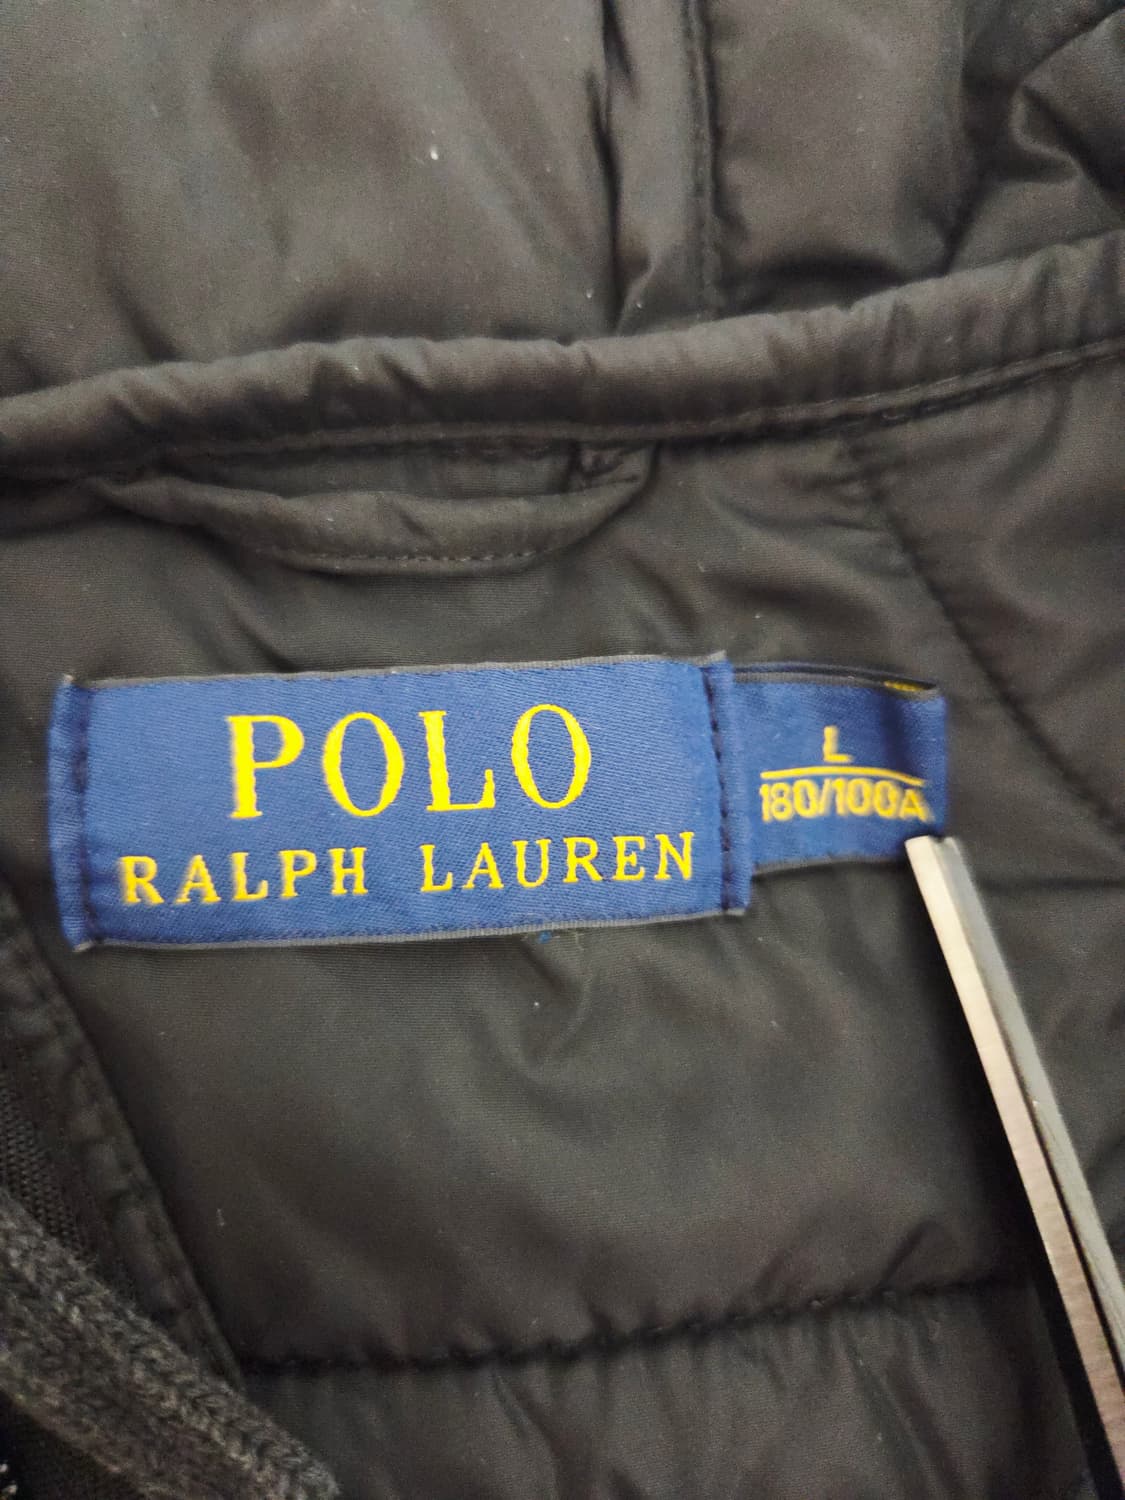 POLO
RALPH LAUREN
L
180/100A